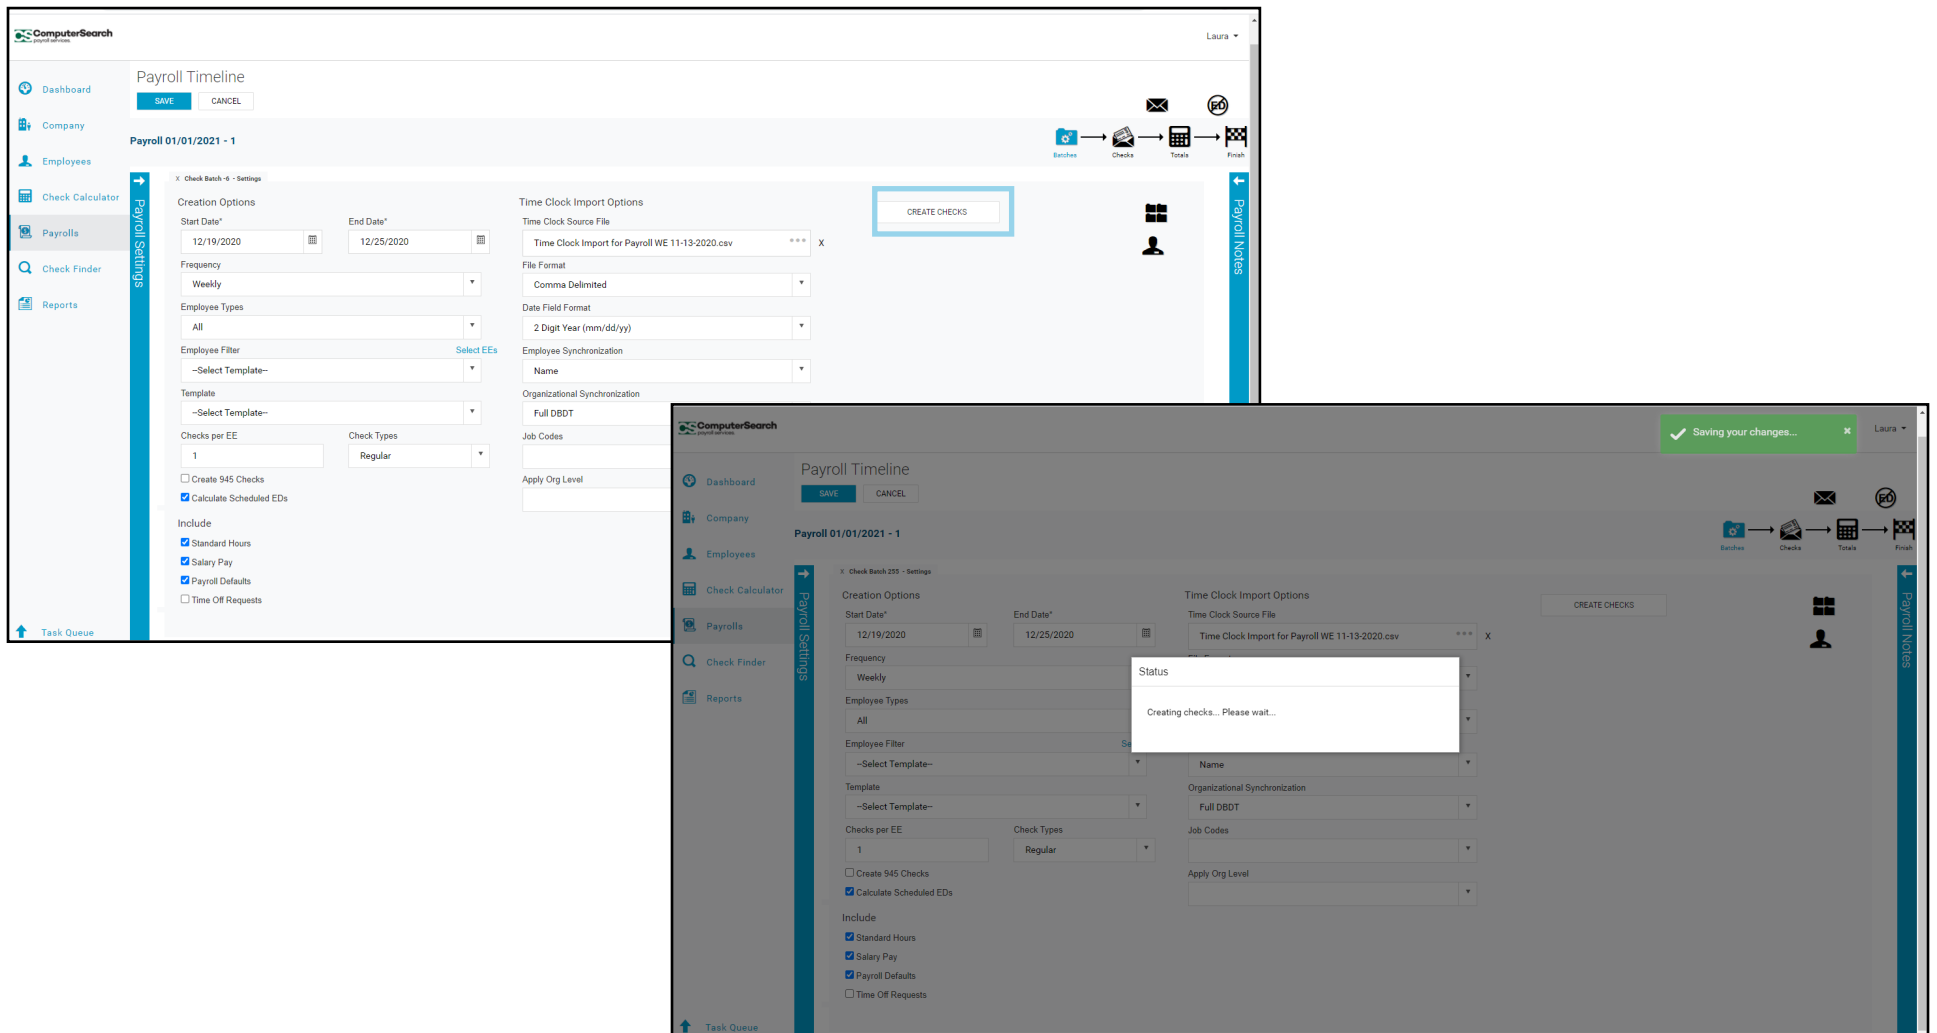 ComputerSearch
payroll services
Laura
Payroll Timeline
SAVE CANCEL
Dashboard
Company
Employees
Check Calculator
Payrolls
Check Finder
Reports
Task Queue
ED
Payroll 01/01/2021 - 1
Batches Checks Totals Finish
Payroll Settings
Payroll Notes
X Check Batch -6 - Settings
Creation Options
Start Date* End Date*
12/19/2020 12/25/2020
Frequency
Weekly
Employee Types
All
Employee Filter Select EEs
--Select Template--
Template
--Select Template--
Checks per EE Check Types
1 Regular
Create 945 Checks
Calculate Scheduled EDs
Include
Standard Hours
Salary Pay
Payroll Defaults
Time Off Requests
Time Clock Import Options
Time Clock Source File
Time Clock Import for Payroll WE 11-13-2020.csv X
File Format
Comma Delimited
Date Field Format
2 Digit Year (mm/dd/yy)
Employee Synchronization
Name
Organizational Synchronization
Full DBDT
Job Codes
Apply Org Level
CREATE CHECKS
ComputerSearch
payroll services
Saving your changes... ×
Laura
Payroll Timeline
SAVE CANCEL
Dashboard
Company
Employees
Check Calculator
Payrolls
Check Finder
Reports
Task Queue
ED
Payroll 01/01/2021 - 1
Batches Checks Totals Finish
Payroll Settings
Payroll Notes
X Check Batch 255 - Settings
Creation Options
Start Date* End Date*
12/19/2020 12/25/2020
Frequency
Weekly
Employee Types
All
Employee Filter
--Select Template--
Template
--Select Template--
Checks per EE Check Types
1 Regular
Create 945 Checks
Calculate Scheduled EDs
Include
Standard Hours
Salary Pay
Payroll Defaults
Time Off Requests
Time Clock Import Options
Time Clock Source File
Time Clock Import for Payroll WE 11-13-2020.csv X
Status
Creating checks... Please wait...
Name
Organizational Synchronization
Full DBDT
Job Codes
Apply Org Level
CREATE CHECKS